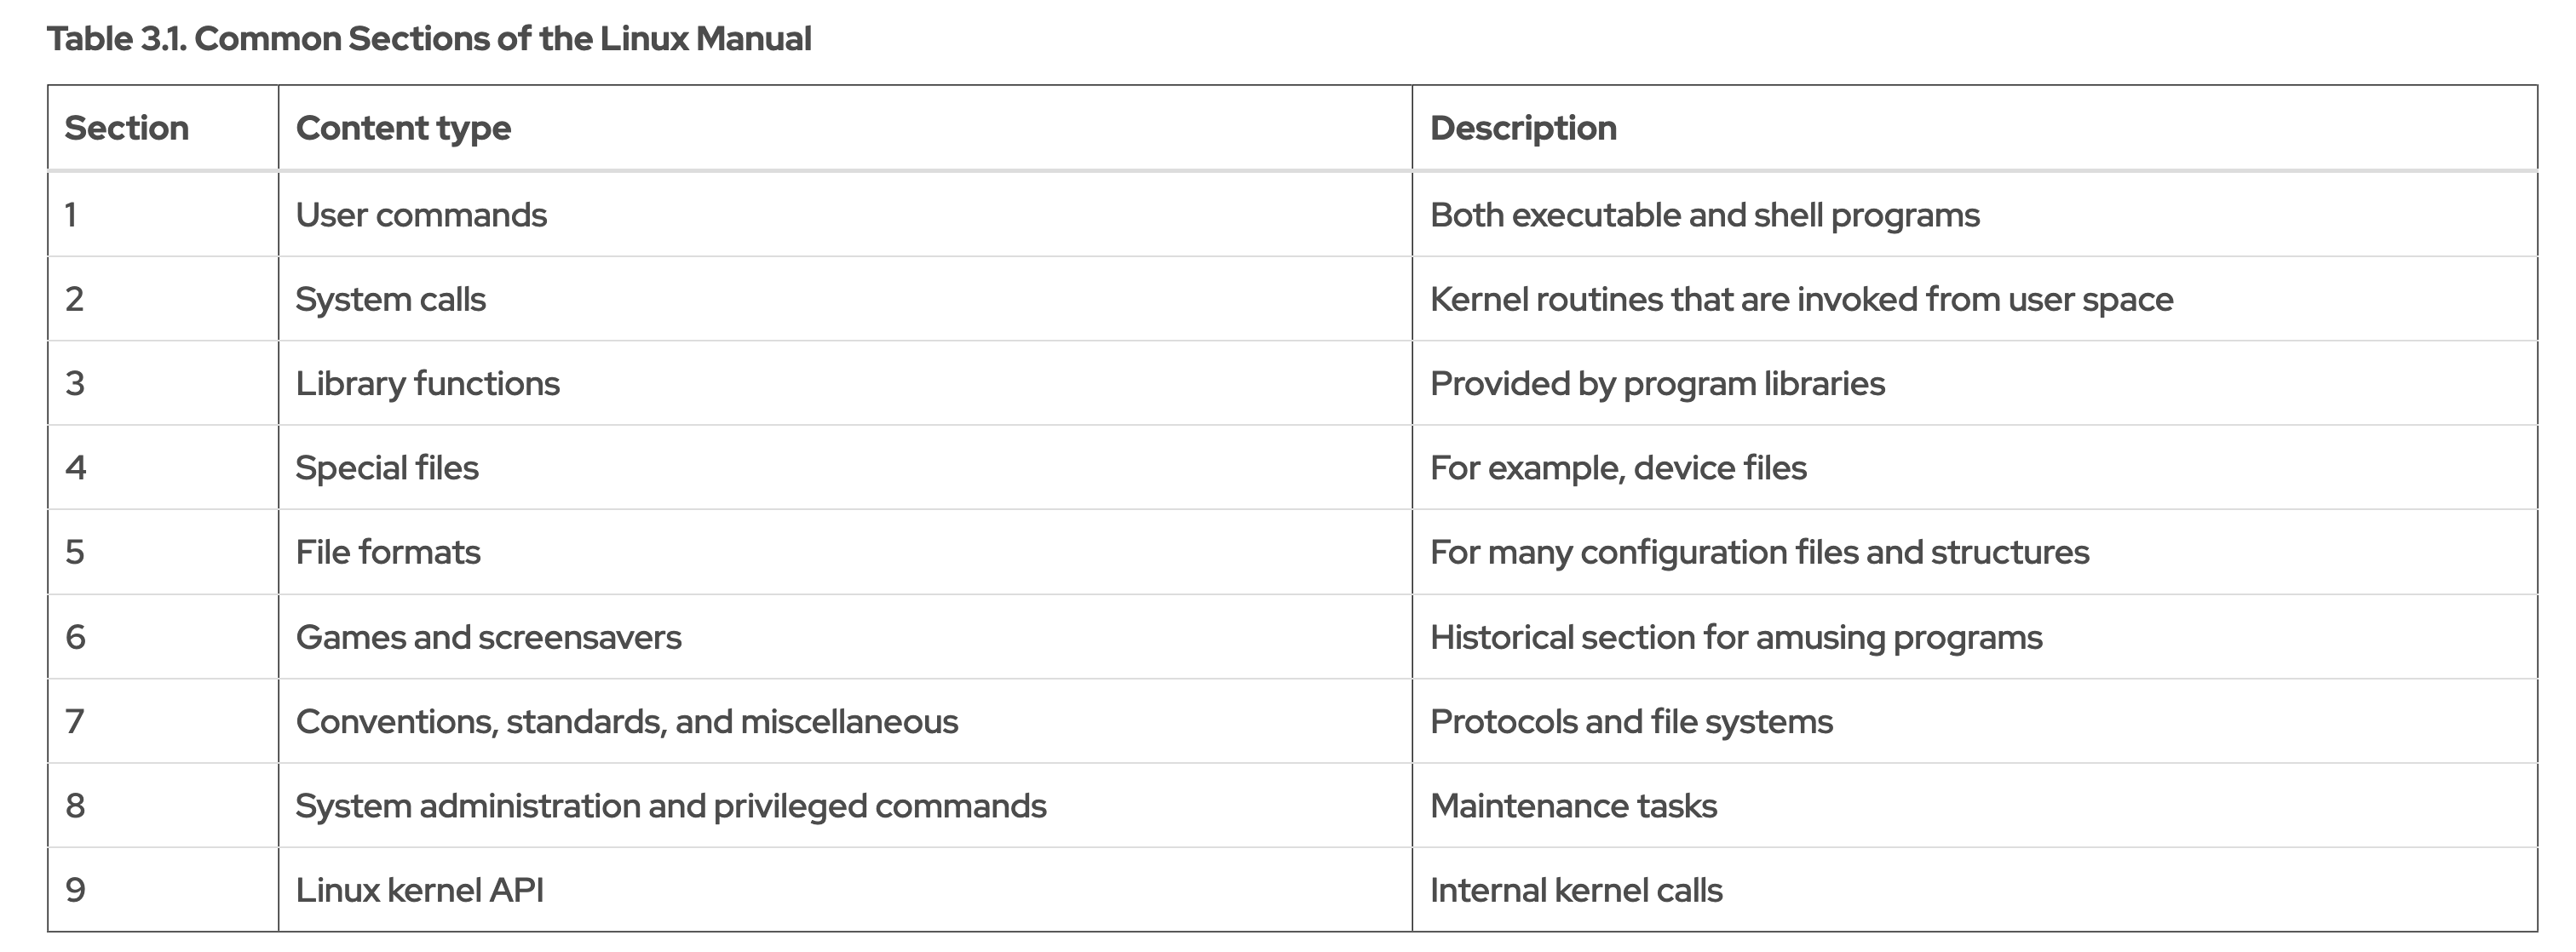 Table 3.1. Common Sections of the Linux Manual
Section Content type Description
1 User commands Both executable and shell programs
2 System calls Kernel routines that are invoked from user space
3 Library functions Provided by program libraries
4 Special files For example, device files
5 File formats For many configuration files and structures
6 Games and screensavers Historical section for amusing programs
7 Conventions, standards, and miscellaneous Protocols and file systems
8 System administration and privileged commands Maintenance tasks
9 Linux kernel API Internal kernel calls